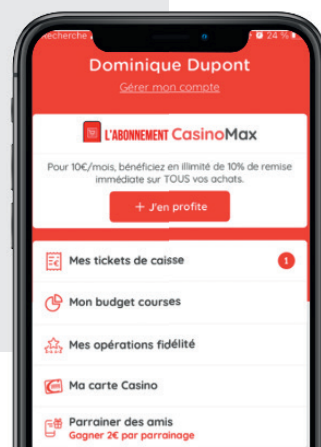 Recherche
24 %
Dominique Dupont
Gérer mon compte
L'ABONNEMENT CasinoMax
Pour 10€/mois, bénéficiez en illimité de 10% de remise
immédiate sur TOUS vos achats.
+ J'en profite
Mes tickets de caisse
1
Mon budget courses
Mes opérations fidélité
Ma carte Casino
Parrainer des amis
Gagner 2€ par parrainage